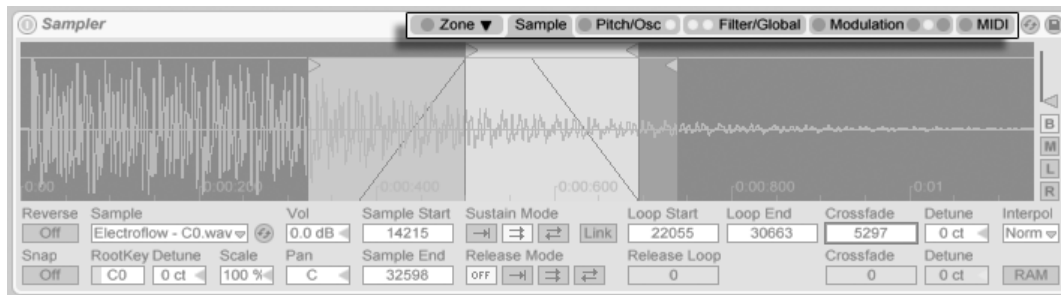 Sampler Zone Sample Pitch/Osc Filter/Global Modulation MIDI
B
M
L
R
0:00 0:00:200 0:00:400 0:00:600 0:00:800 0:01
Reverse Sample Vol Sample Start Sustain Mode Loop Start Loop End Crossfade Detune Interpol
Off Electroflow - C0.wav 0.0 dB 14215 Link 22055 30663 5297 0 ct Norm
Snap RootKey Detune Scale Pan Sample End Release Mode Release Loop Crossfade Detune
Off C0 0 ct 100 % C 32598 OFF 0 0 0 ct RAM